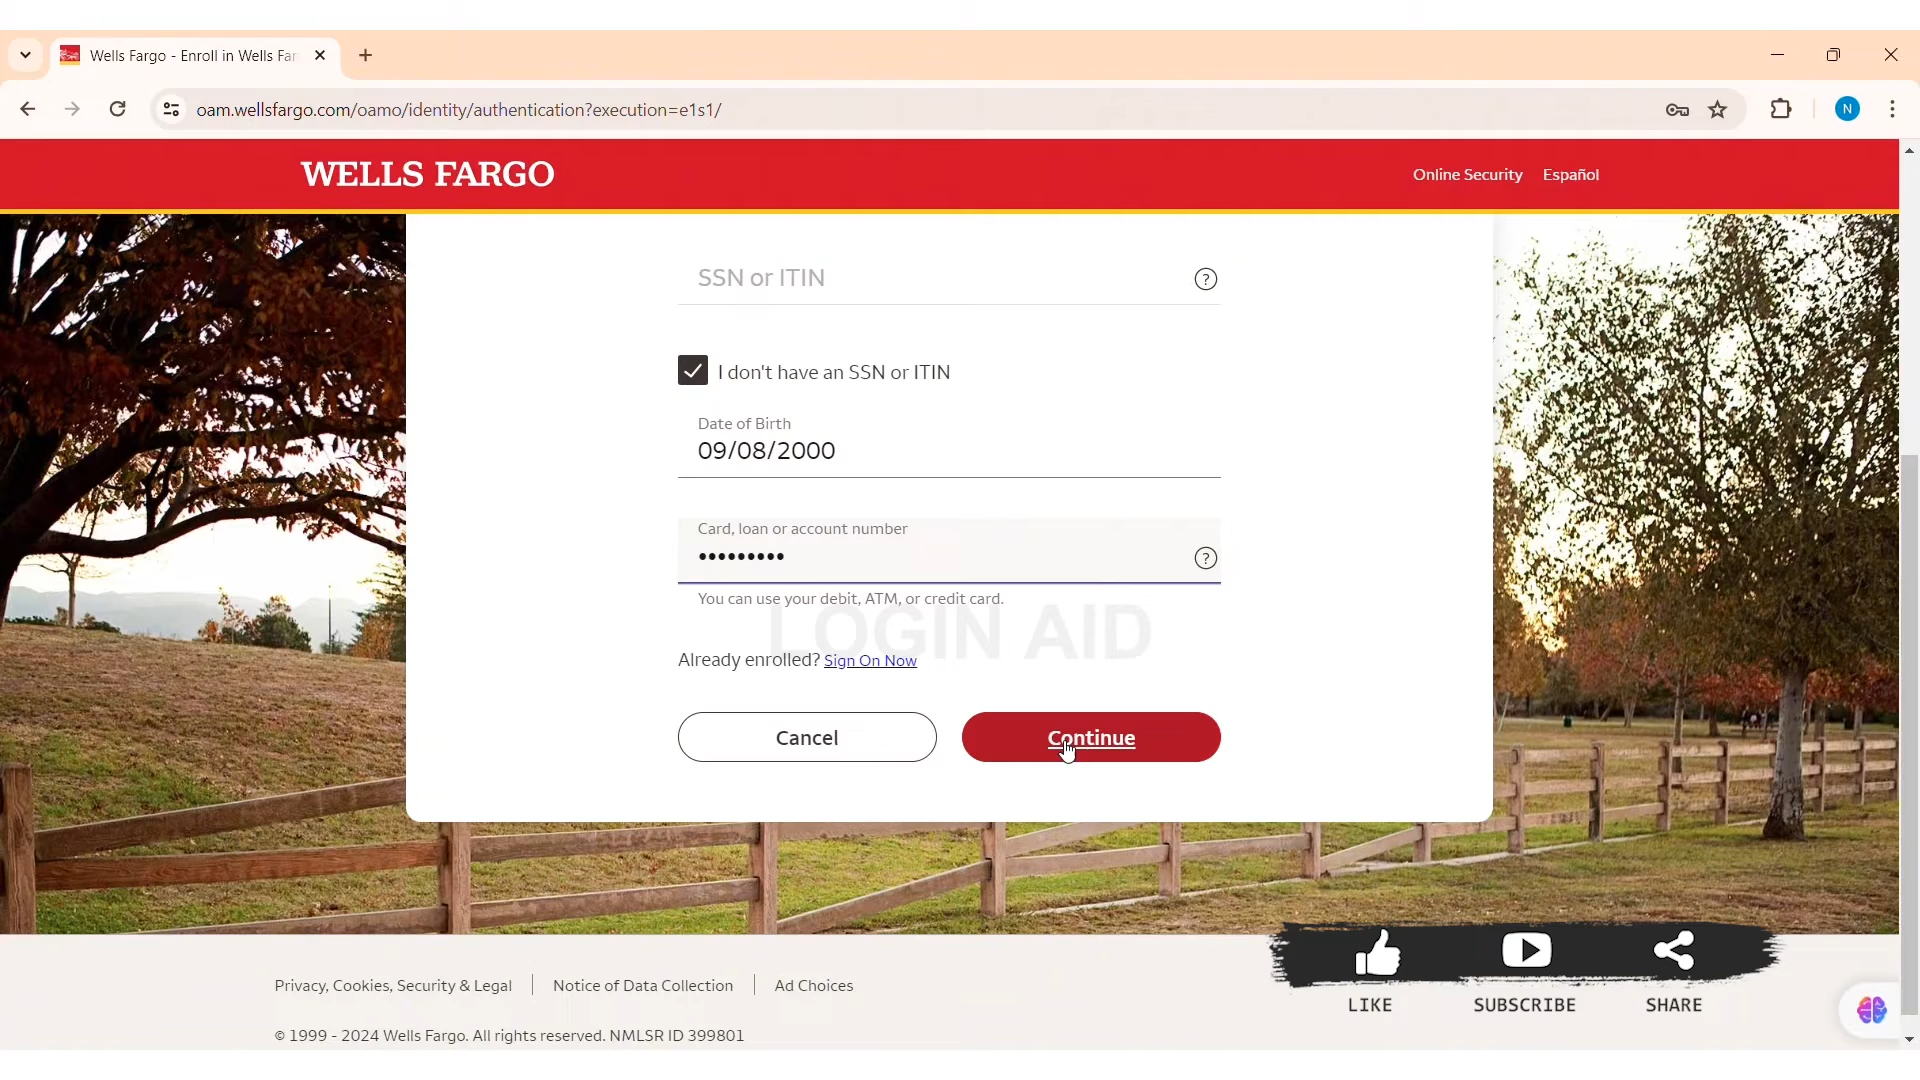 Wells Fargo - Enroll in Wells Far
oam.wellsfargo.com/oamo/identity/authentication?execution=e1s1/
N
WELLS FARGO
Online Security
Español
SSN or ITIN
?
I don't have an SSN or ITIN
Date of Birth
09/08/2000
Card, loan or account number
•••••••••
?
You can use your debit, ATM, or credit card.
LOGIN AID
Already enrolled? Sign On Now
Cancel
Continue
Privacy, Cookies, Security & Legal
Notice of Data Collection
Ad Choices
LIKE
SUBSCRIBE
SHARE
© 1999 - 2024 Wells Fargo. All rights reserved. NMLSR ID 399801